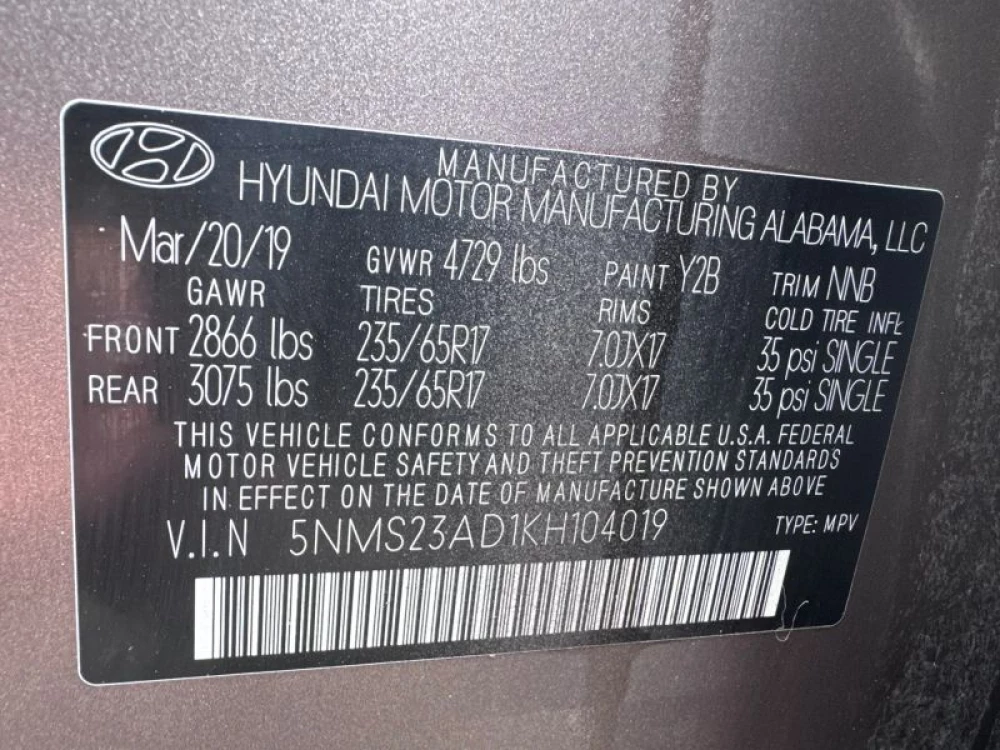 MANUFACTURED BY
HYUNDAI MOTOR MANUFACTURING ALABAMA, LLC
Mar/20/19 GVWR 4729 lbs PAINT Y2B TRIM NNB
GAWR TIRES RIMS COLD TIRE INFL
FRONT 2866 lbs 235/65R17 7.0JX17 35 psi SINGLE
REAR 3075 lbs 235/65R17 7.0JX17 35 psi SINGLE
THIS VEHICLE CONFORMS TO ALL APPLICABLE U.S.A. FEDERAL
MOTOR VEHICLE SAFETY AND THEFT PREVENTION STANDARDS
IN EFFECT ON THE DATE OF MANUFACTURE SHOWN ABOVE
V.I.N 5NMS23AD1KH104019 TYPE: MPV